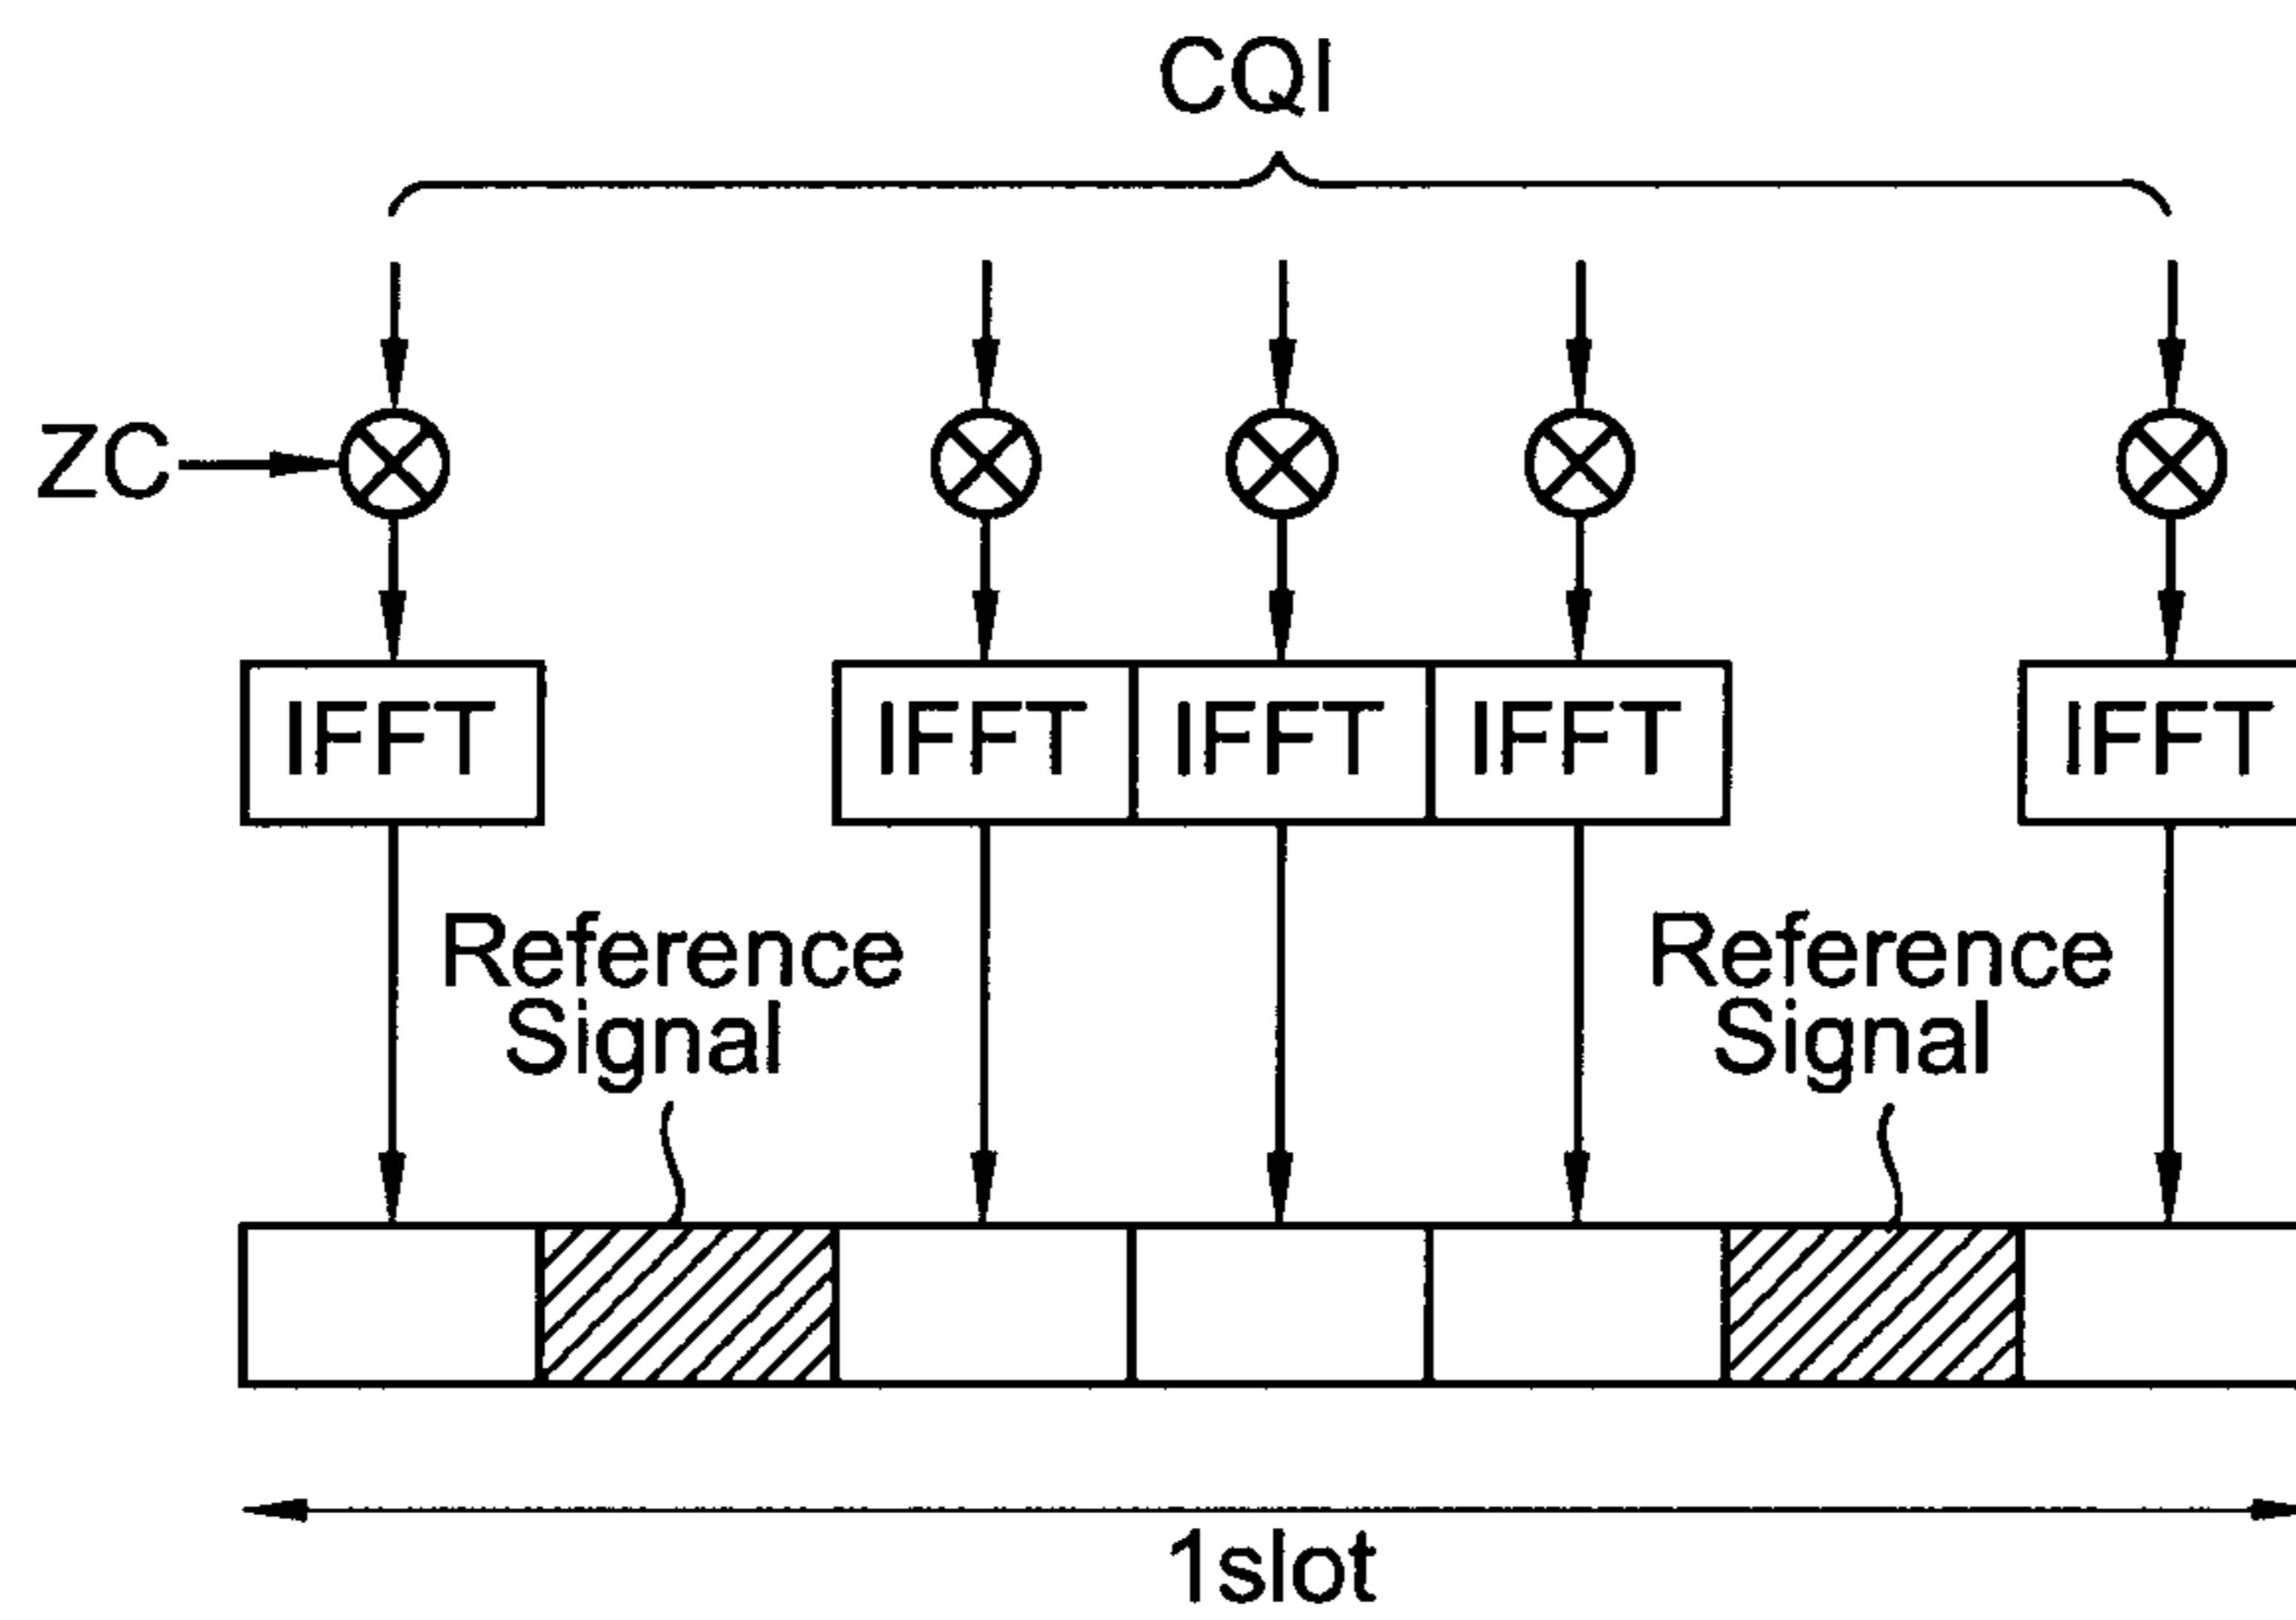 CQI
ZC
IFFT
IFFT
IFFT
IFFT
IFFT
Reference
Signal
Reference
Signal
1slot